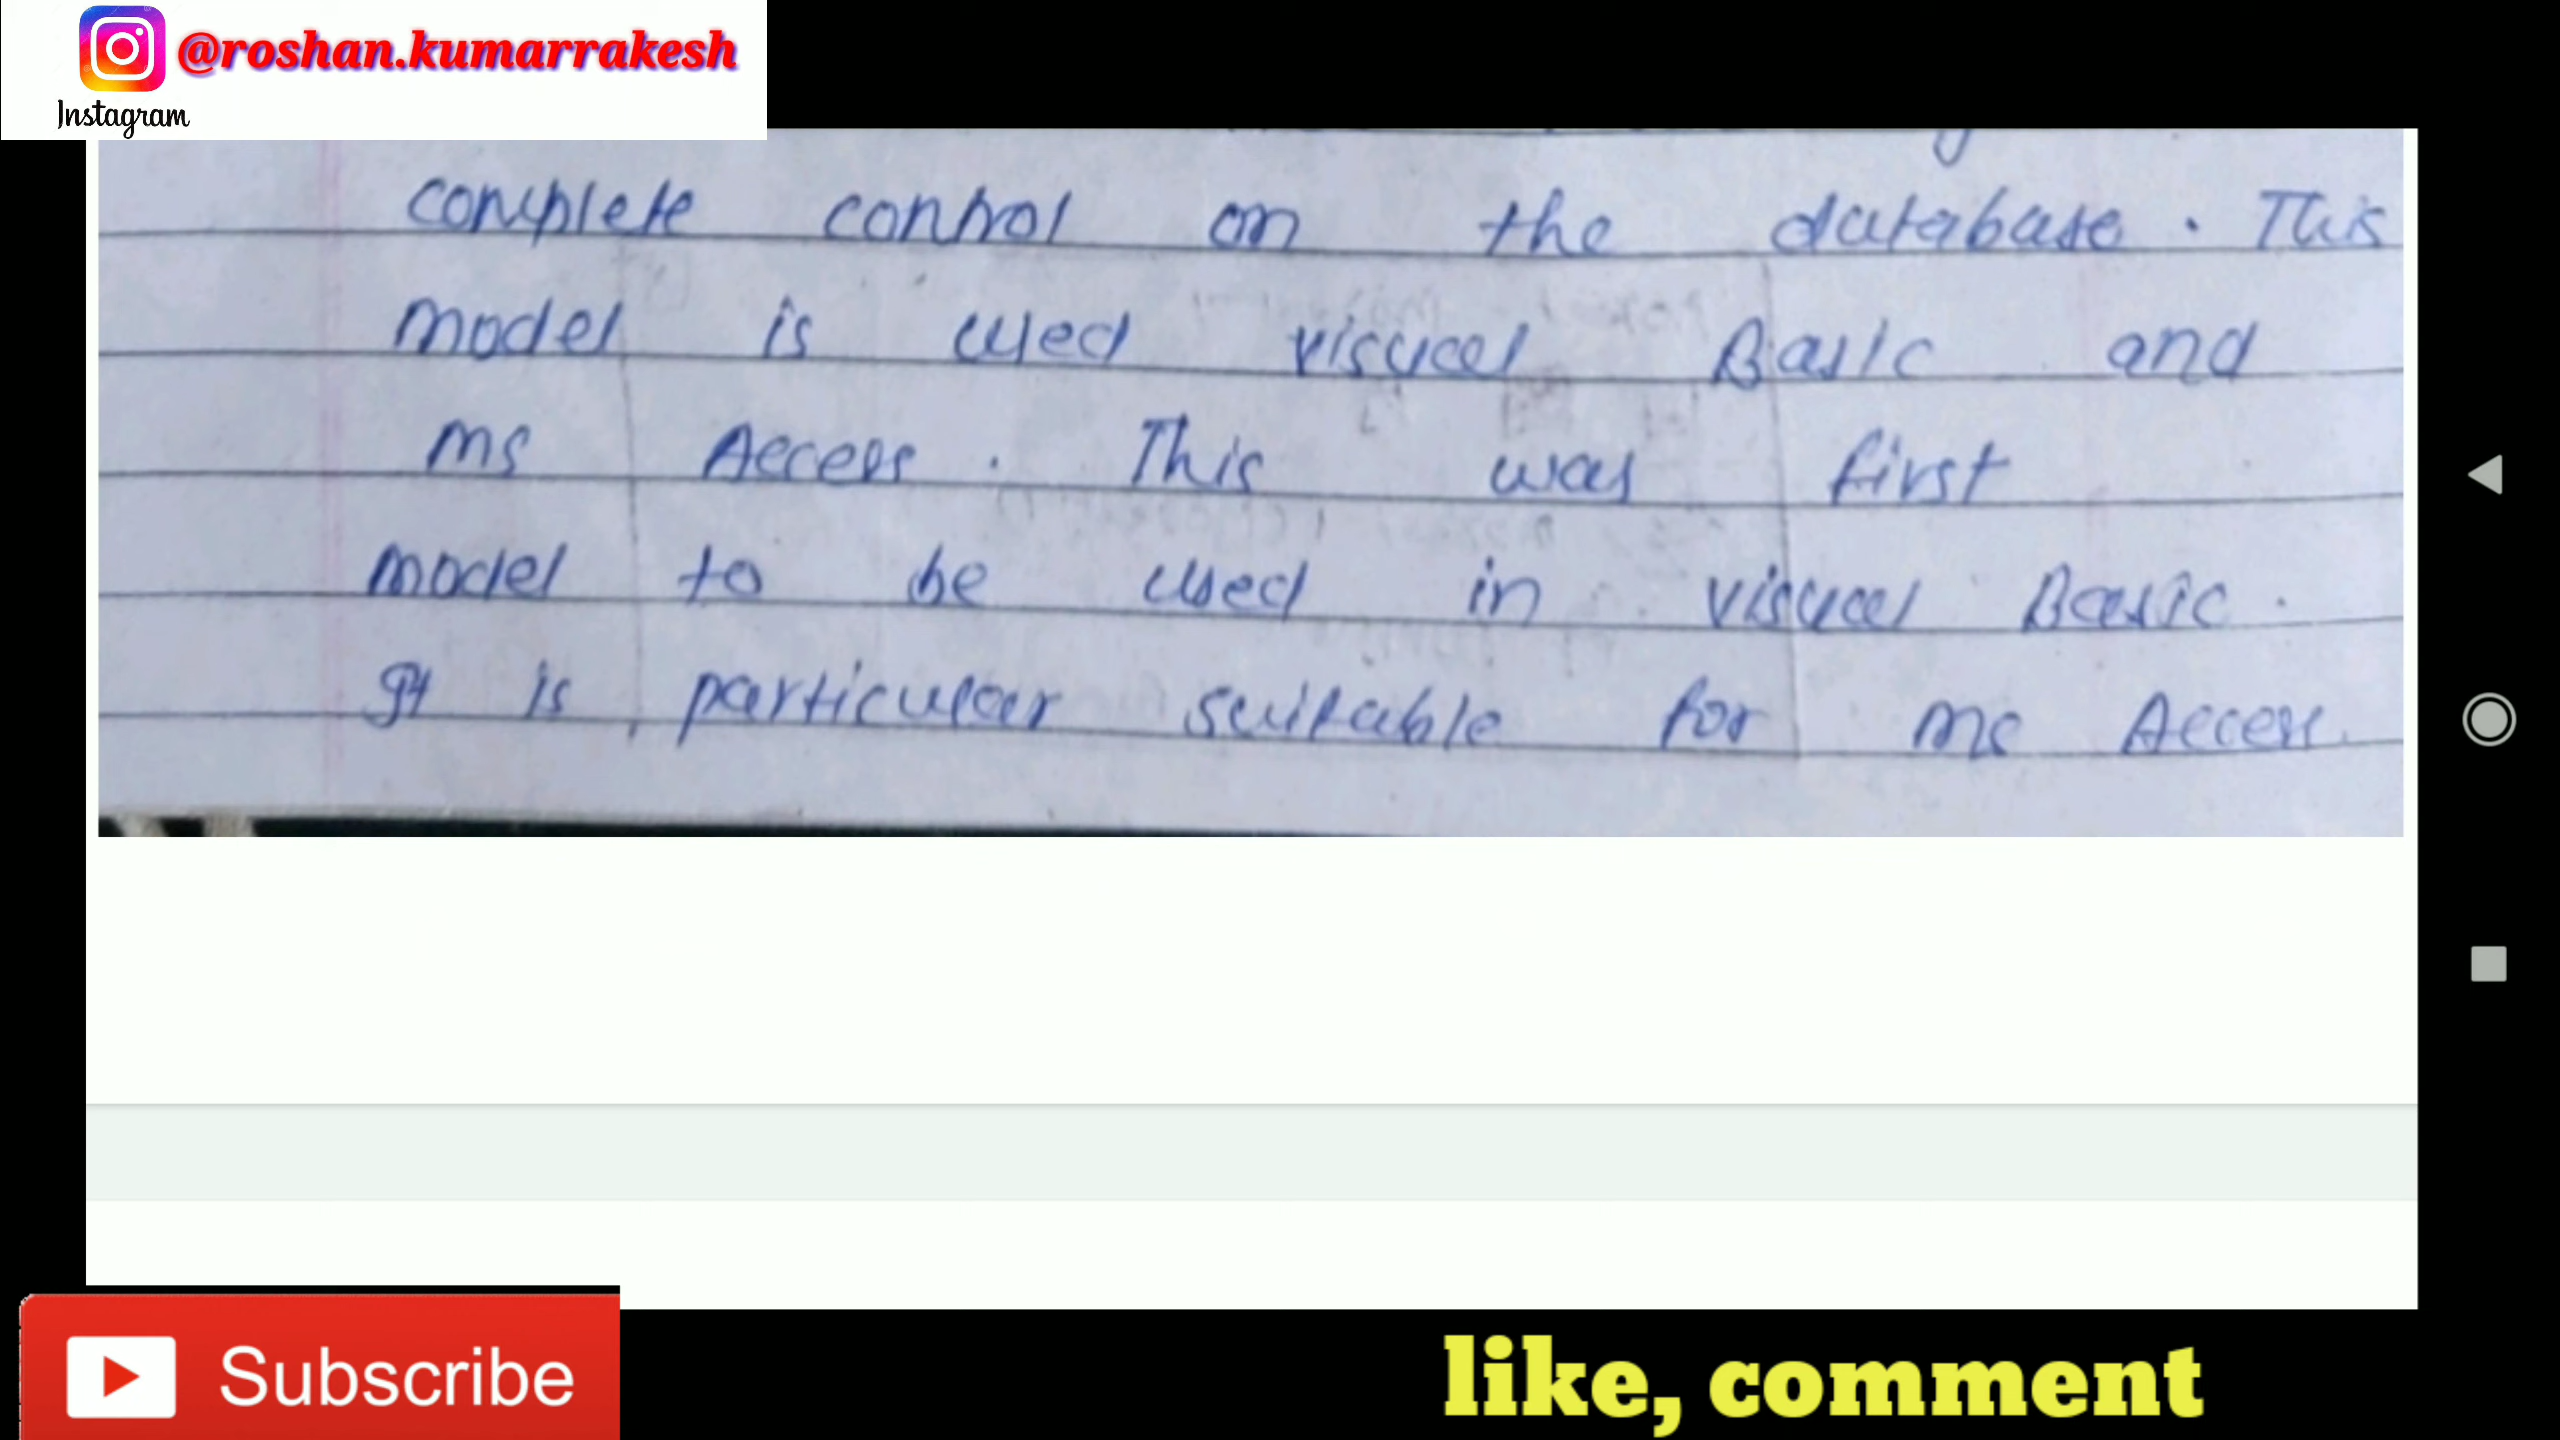 @roshan.kumarrakesh
Instagram
complete control on the database. This
model is used visual Basic and
ms Access. This was first
model to be used in visual Basic.
It is particular suitable for ms Access.
Subscribe
like, comment